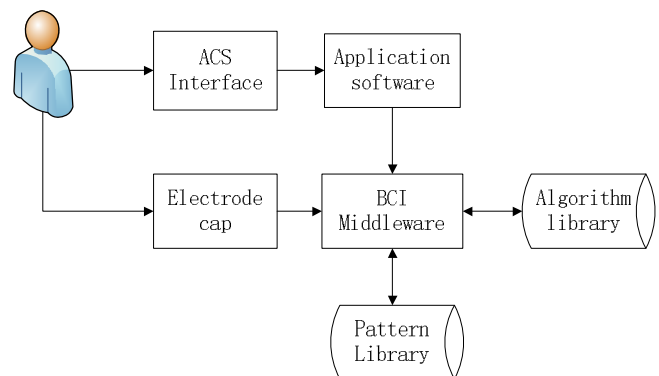 ACS
Interface
Application
software
Electrode
cap
BCI
Middleware
Algorithm
library
Pattern
Library